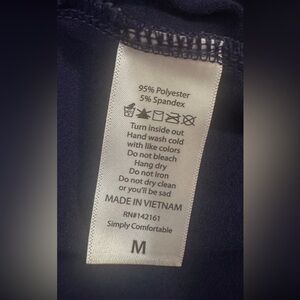 95% Polyester
5% Spandex
Turn inside out
Hand wash cold
with like colors
Do not bleach
Hang dry
Do not Iron
Do not dry clean
or you'll be sad
MADE IN VIETNAM
RN#142161
Simply Comfortable
M